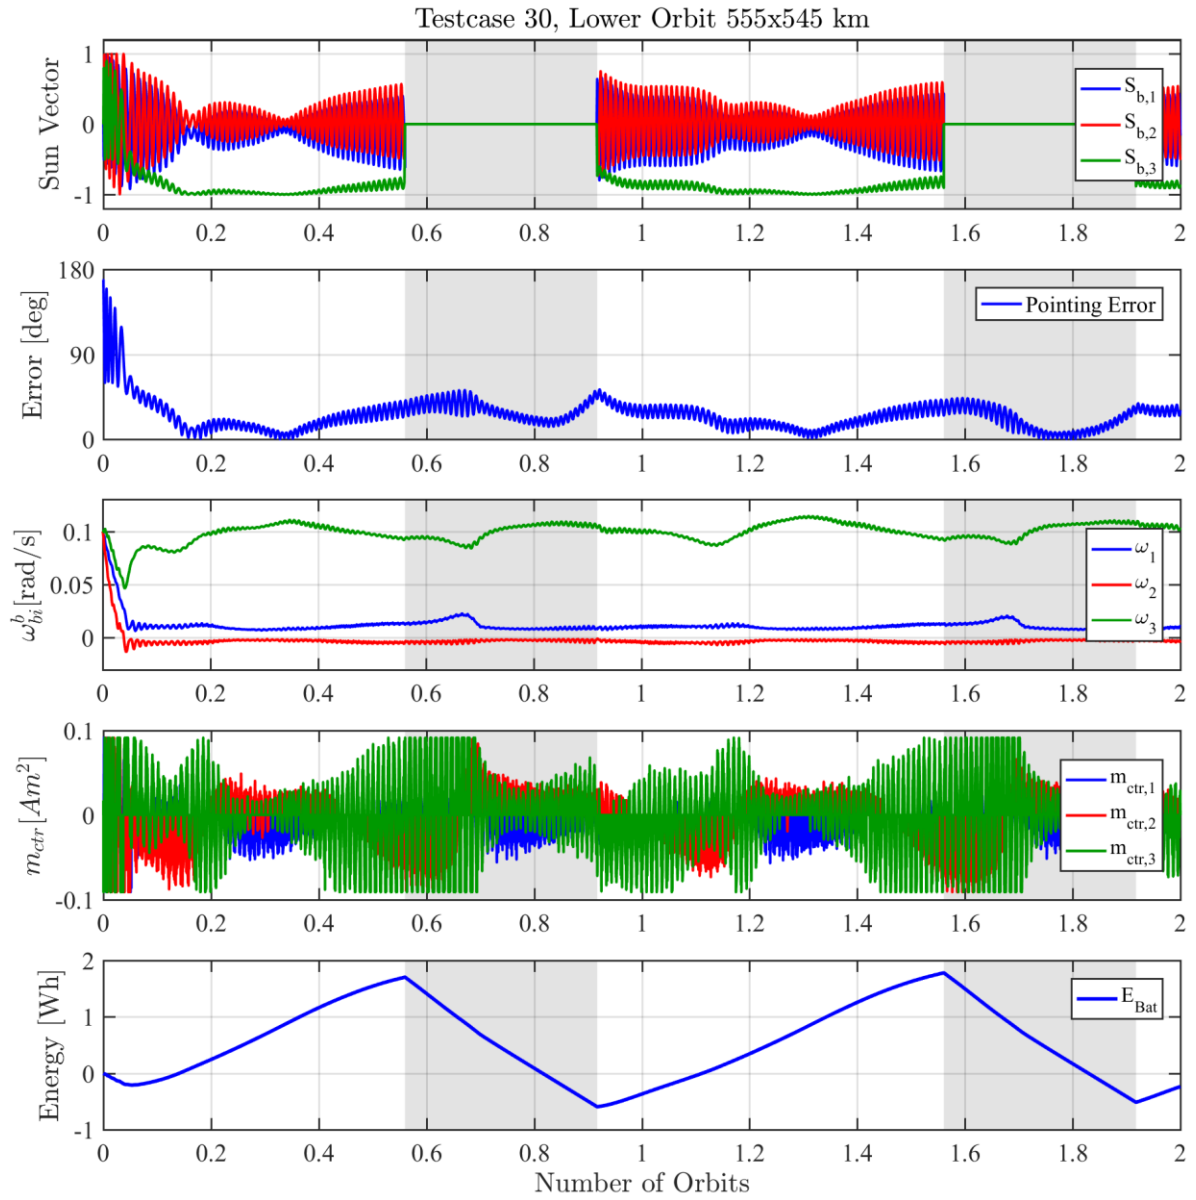 Testcase 30, Lower Orbit 555x545 km
Sun Vector
1
0
-1
S_b,1
S_b,2
S_b,3
0 0.2 0.4 0.6 0.8 1 1.2 1.4 1.6 1.8 2
Error [deg]
180
90
0
Pointing Error
0 0.2 0.4 0.6 0.8 1 1.2 1.4 1.6 1.8 2
ω^b_bi[rad/s]
0.1
0.05
0
ω_1
ω_2
ω_3
0 0.2 0.4 0.6 0.8 1 1.2 1.4 1.6 1.8 2
m_ctr[Am^2]
0.1
0
-0.1
m_ctr,1
m_ctr,2
m_ctr,3
0 0.2 0.4 0.6 0.8 1 1.2 1.4 1.6 1.8 2
Energy [Wh]
2
1
0
-1
E_Bat
0 0.2 0.4 0.6 0.8 1 1.2 1.4 1.6 1.8 2
Number of Orbits